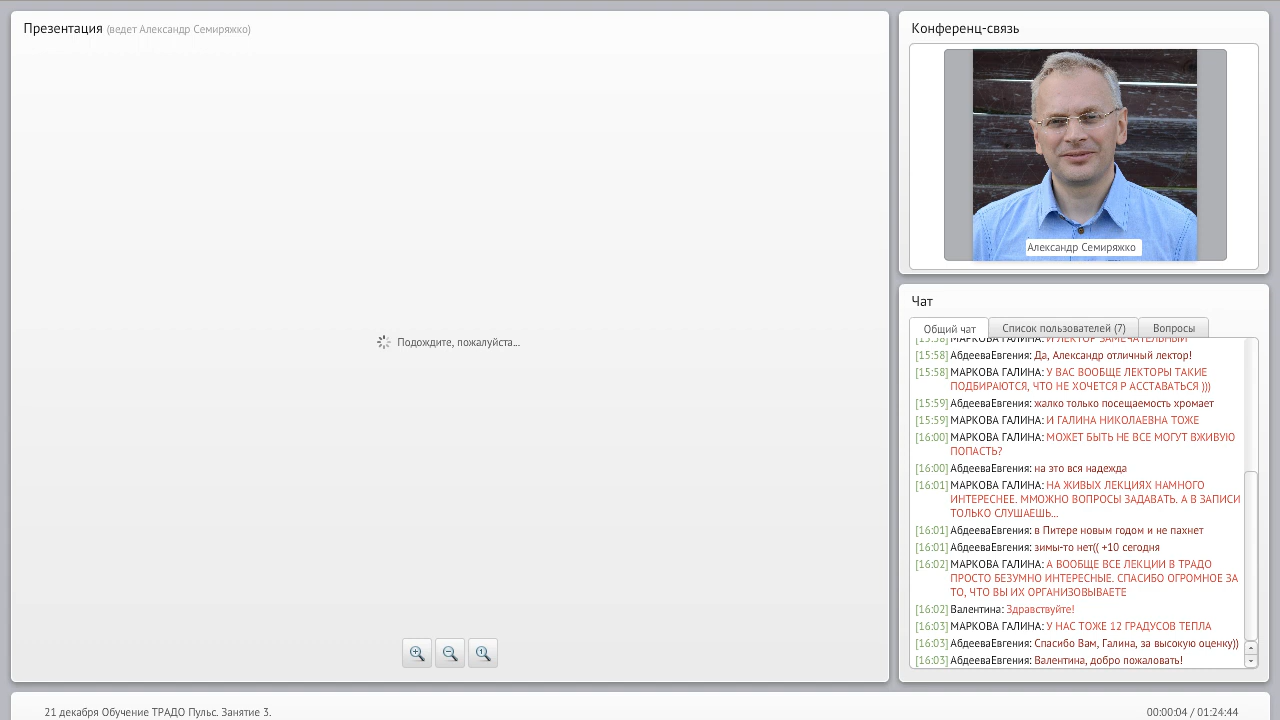 Презентация (ведет Александр Семиряжко)
Подождите, пожалуйста...
Конференц-связь
Александр Семиряжко
Чат
Общий чат
Список пользователей (7)
Вопросы
[15:58] МАРКОВА ГАЛИНА: И ЛЕКТОР ЗАМЕЧАТЕЛЬНЫЙ
[15:58] АбдееваЕвгения: Да, Александр отличный лектор!
[15:58] МАРКОВА ГАЛИНА: У ВАС ВООБЩЕ ЛЕКТОРЫ ТАКИЕ
ПОДБИРАЮТСЯ, ЧТО НЕ ХОЧЕТСЯ Р АССТАВАТЬСЯ )))
[15:59] АбдееваЕвгения: жалко только посещаемость хромает
[15:59] МАРКОВА ГАЛИНА: И ГАЛИНА НИКОЛАЕВНА ТОЖЕ
[16:00] МАРКОВА ГАЛИНА: МОЖЕТ БЫТЬ НЕ ВСЕ МОГУТ ВЖИВУЮ
ПОПАСТЬ?
[16:00] АбдееваЕвгения: на это вся надежда
[16:01] МАРКОВА ГАЛИНА: НА ЖИВЫХ ЛЕКЦИЯХ НАМНОГО
ИНТЕРЕСНЕЕ. ММОЖНО ВОПРОСЫ ЗАДАВАТЬ. А В ЗАПИСИ
ТОЛЬКО СЛУШАЕШЬ...
[16:01] АбдееваЕвгения: в Питере новым годом и не пахнет
[16:01] АбдееваЕвгения: зимы-то нет(( +10 сегодня
[16:02] МАРКОВА ГАЛИНА: А ВООБЩЕ ВСЕ ЛЕКЦИИ В ТРАДО
ПРОСТО БЕЗУМНО ИНТЕРЕСНЫЕ. СПАСИБО ОГРОМНОЕ ЗА
ТО, ЧТО ВЫ ИХ ОРГАНИЗОВЫВАЕТЕ
[16:02] Валентина: Здравствуйте!
[16:03] МАРКОВА ГАЛИНА: У НАС ТОЖЕ 12 ГРАДУСОВ ТЕПЛА
[16:03] АбдееваЕвгения: Спасибо Вам, Галина, за высокую оценку))
[16:03] АбдееваЕвгения: Валентина, добро пожаловать!
21 декабря Обучение ТРАДО Пульс. Занятие 3.
00:00:04 / 01:24:44